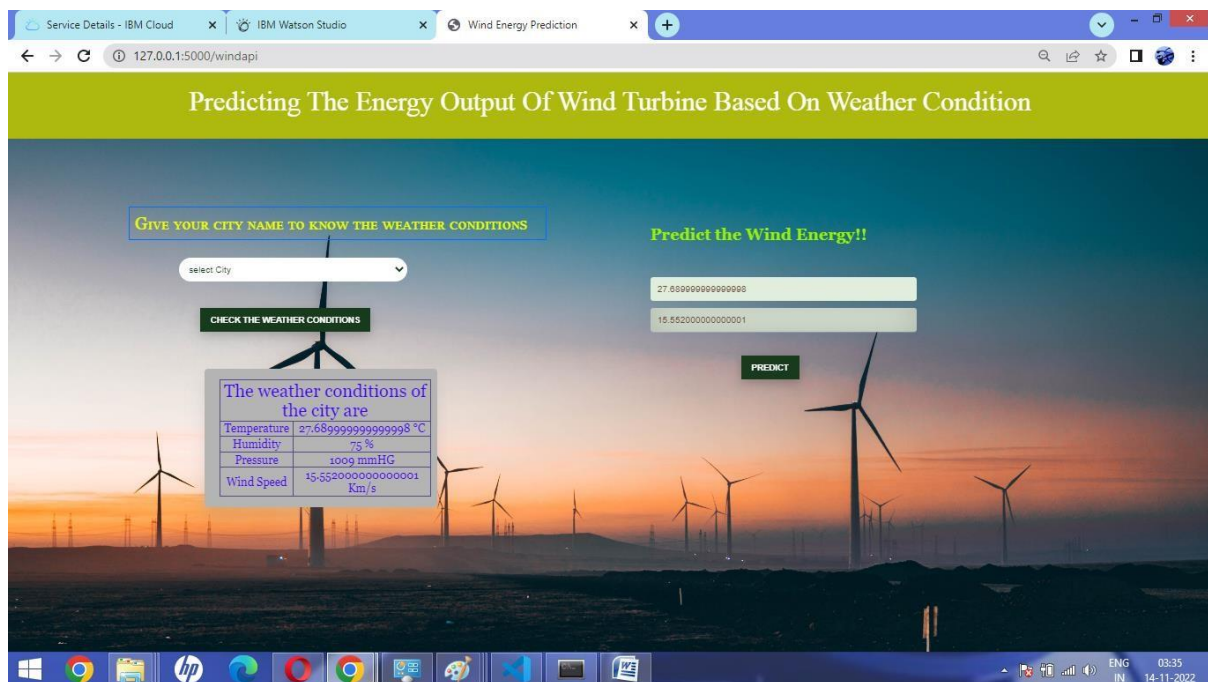 Service Details - IBM Cloud
IBM Watson Studio
Wind Energy Prediction
127.0.0.1:5000/windapi
Predicting The Energy Output Of Wind Turbine Based On Weather Condition
Give your city name to know the weather conditions
select City
CHECK THE WEATHER CONDITIONS
The weather conditions of
the city are
Temperature 27.689999999999998 °C
Humidity 75 %
Pressure 1009 mmHG
Wind Speed 15.552000000000001
Km/s
Predict the Wind Energy!!
27.689999999999998
15.552000000000001
PREDICT
hp
ENG 03:35
IN 14-11-2022